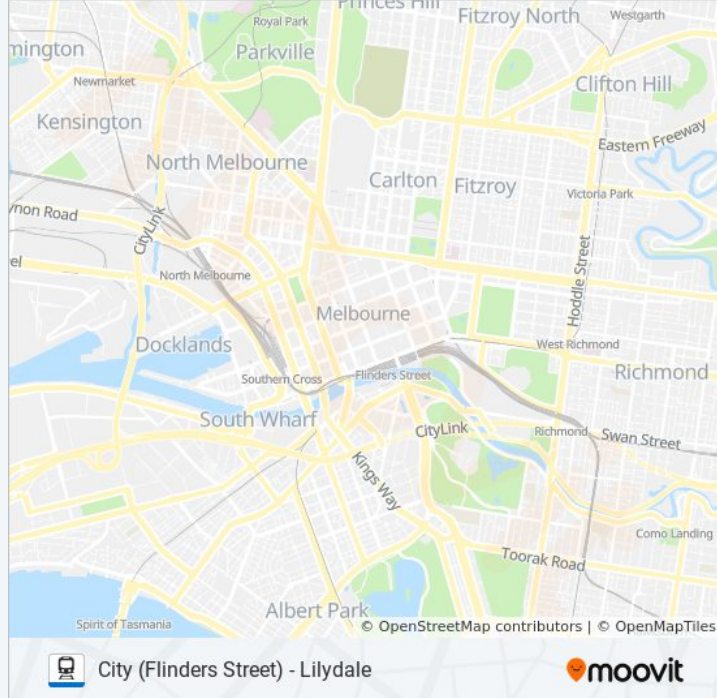 Princes Hill
Fitzroy North
Westgarth
Royal Park
mington
Parkville
Newmarket
Clifton Hill
Kensington
Eastern Freeway
North Melbourne
Carlton
Fitzroy
Victoria Park
ynon Road
CityLink
el
North Melbourne
Hoddle Street
Melbourne
Docklands
West Richmond
Southern Cross
Flinders Street
Richmond
South Wharf
CityLink
Richmond
Swan Street
Kings Way
Como Landing
Toorak Road
Albert Park
Spirit of Tasmania
© OpenStreetMap contributors | © OpenMapTiles
City (Flinders Street) - Lilydale
moovit